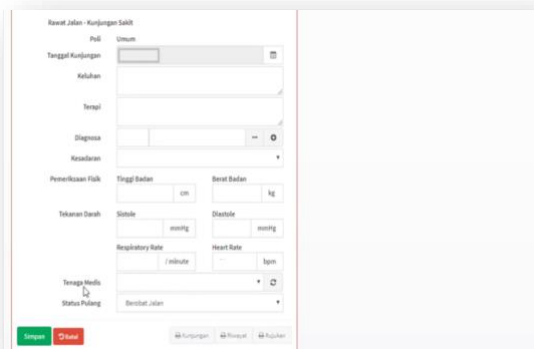 Rawat Jalan - Kunjungan Sakit
Poli Umum
Tanggal Kunjungan
Keluhan
Terapi
Diagnosa
Kesadaran
Pemeriksaan Fisik Tinggi Badan Berat Badan
cm kg
Tekanan Darah Sistole Diastole
mmHg mmHg
Respiratory Rate Heart Rate
/ minute bpm
Tenaga Medis
Status Pulang Berobat Jalan
Simpan Batal Kunjungan Riwayat Rujukan